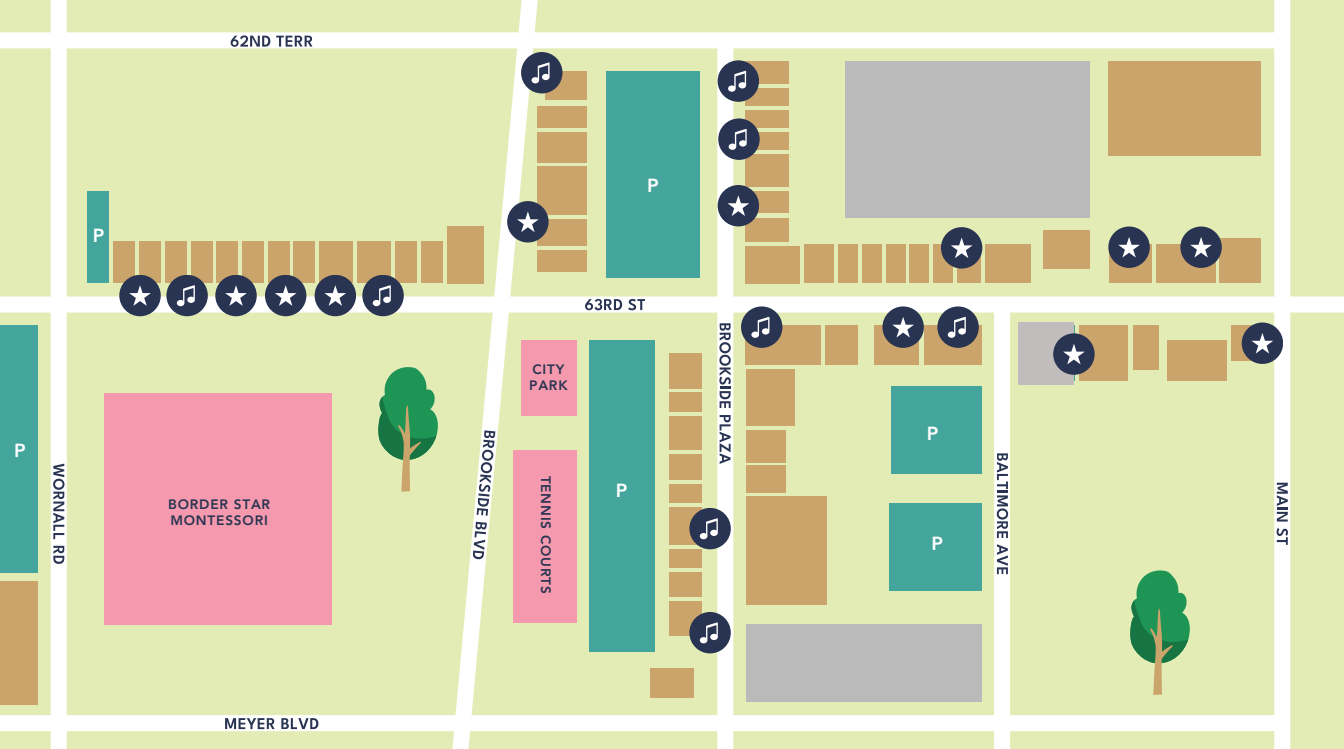 62ND TERR
P
P
63RD ST
CITY
PARK
BROOKSIDE PLAZA
P
P
P
P
BROOKSIDE BLVD
TENNIS COURTS
BORDER STAR
MONTESSORI
WORNALL RD
BALTIMORE AVE
MAIN ST
MEYER BLVD